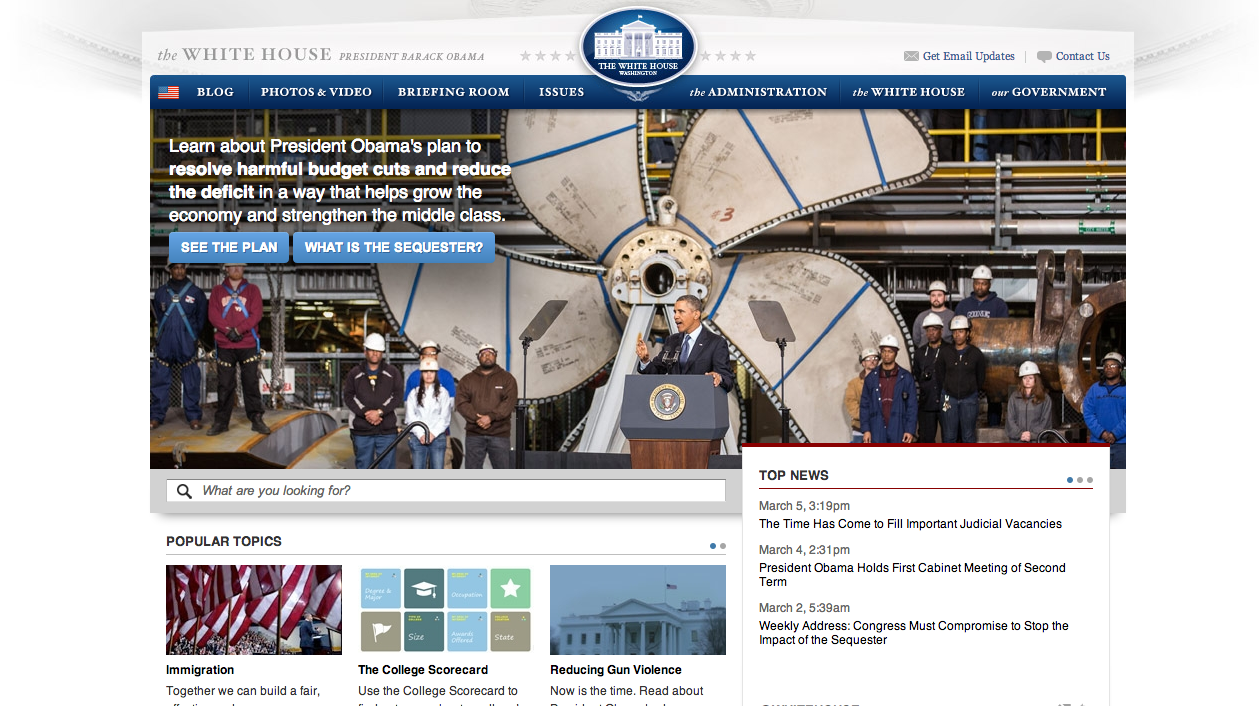 the WHITE HOUSE PRESIDENT BARACK OBAMA
THE WHITE HOUSE
WASHINGTON
Get Email Updates
Contact Us
BLOG
PHOTOS & VIDEO
BRIEFING ROOM
ISSUES
the ADMINISTRATION
the WHITE HOUSE
our GOVERNMENT
Learn about President Obama's plan to
resolve harmful budget cuts and reduce
the deficit in a way that helps grow the
economy and strengthen the middle class.
SEE THE PLAN
WHAT IS THE SEQUESTER?
3
What are you looking for?
TOP NEWS
March 5, 3:19pm
The Time Has Come to Fill Important Judicial Vacancies
March 4, 2:31pm
President Obama Holds First Cabinet Meeting of Second
Term
March 2, 5:39am
Weekly Address: Congress Must Compromise to Stop the
Impact of the Sequester
POPULAR TOPICS
Degree &
Major
Occupation
Size
Awards
Offered
State
Immigration
Together we can build a fair,
The College Scorecard
Use the College Scorecard to
Reducing Gun Violence
Now is the time. Read about